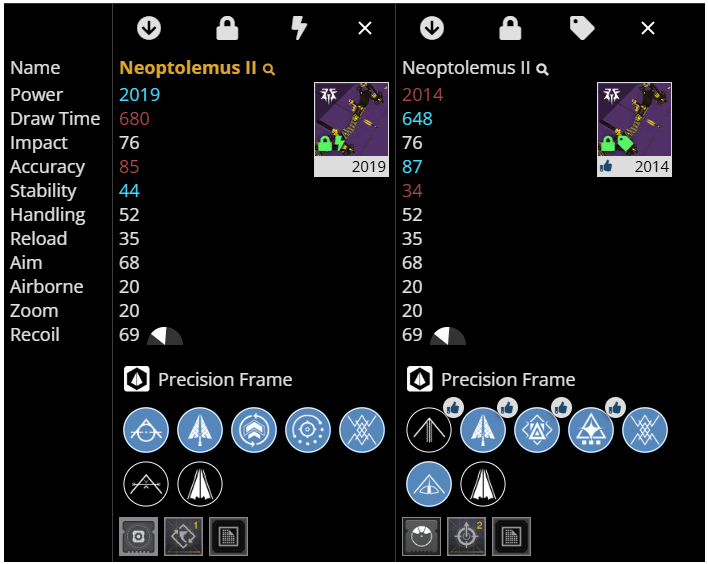 Name Neoptolemus II Neoptolemus II
Power 2019 2014
Draw Time 680 648
Impact 76 76
Accuracy 85 87
Stability 44 34
Handling 52 52
Reload 35 35
Aim 68 68
Airborne 20 20
Zoom 20 20
Recoil 69 69
2019 2014
Precision Frame Precision Frame
1 2